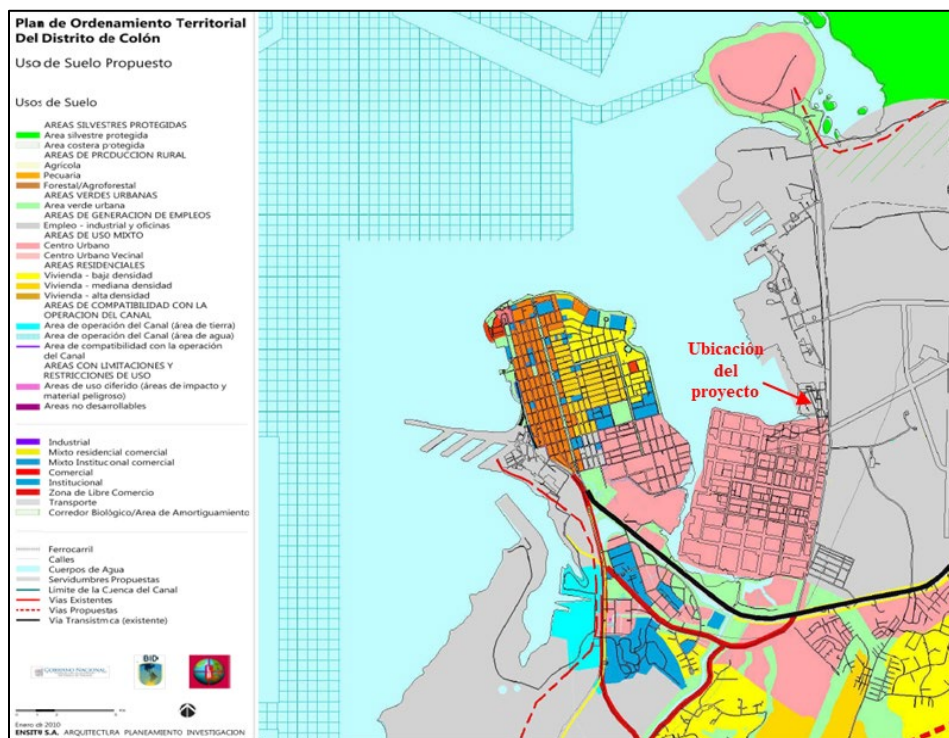 Plan de Ordenamiento Territorial
Del Distrito de Colón
Uso de Suelo Propuesto
Usos de Suelo
AREAS SILVESTRES PROTEGIDAS
Area silvestre protegida
Area costera protegida
AREAS DE PRODUCCION RURAL
Agrícola
Pecuaria
Forestal/Agroforestal
AREAS VERDES URBANAS
Area verde urbana
AREAS DE GENERACION DE EMPLEOS
Empleo - industrial y oficinas
AREAS DE USO MIXTO
Centro Urbano
Centro Urbano Vecinal
AREAS RESIDENCIALES
Vivienda - baja densidad
Vivienda - mediana densidad
Vivienda - alta densidad
AREAS DE COMPATIBILIDAD CON LA
OPERACION DEL CANAL
Area de operación del Canal (área de tierra)
Area de operación del Canal (área de agua)
Area de compatibilidad con la operación
del Canal
AREAS CON LIMITACIONES Y
RESTRICCIONES DE USO
Areas de uso diferido (áreas de impacto y
material peligroso)
Areas no desarrollables
Industrial
Mixto residencial comercial
Mixto Institucional comercial
Comercial
Institucional
Zona de Libre Comercio
Transporte
Corredor Biológico/Area de Amortiguamiento
Ferrocarril
Calles
Cuerpos de Agua
Servidumbres Propuestas
Limite de la Cuenca del Canal
Vias Existentes
Vias Propuestas
Vía Transístmica (existente)
GOBIERNO NACIONAL
BID
Enero de 2010
ENSITU S.A. ARQUITECTURA PLANEAMIENTO INVESTIGACION
Ubicación
del
proyecto